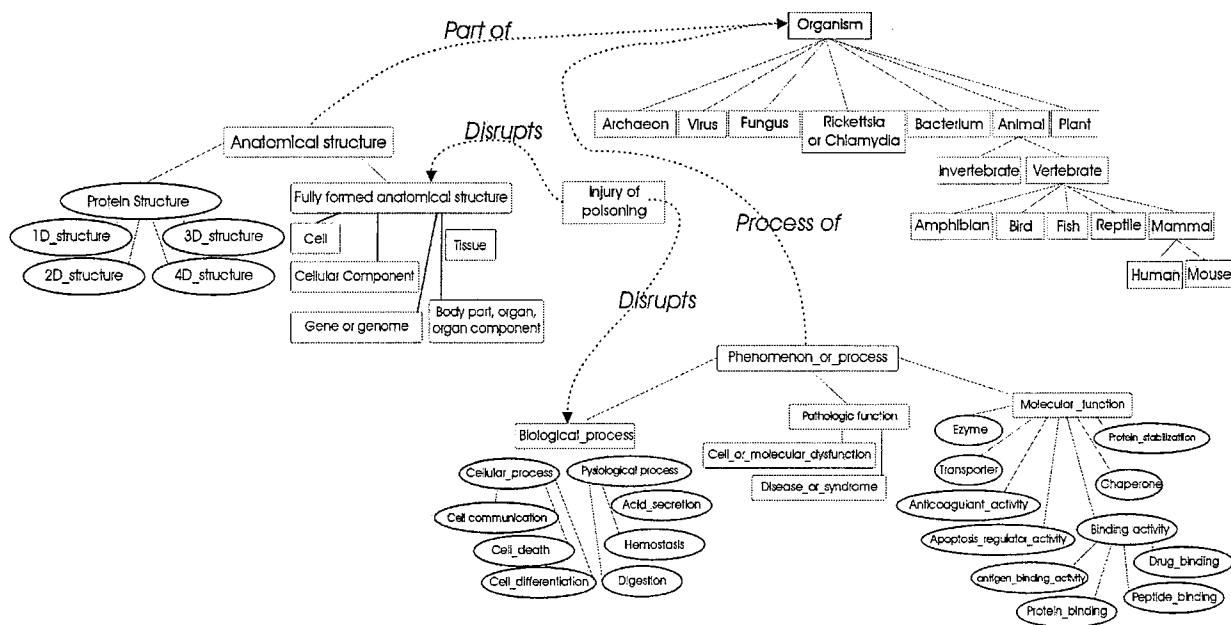 Part of
Organism
Archaeon
Virus
Fungus
Rickettsia
or Chlamydia
Bacterium
Animal
Plant
Invertebrate
Vertebrate
Amphibian
Bird
Fish
Reptile
Mammal
Human
Mouse
Anatomical structure
Disrupts
Protein Structure
1D_structure
3D_structure
2D_structure
4D_structure
Fully formed anatomical structure
Cell
Tissue
Cellular Component
Gene or genome
Body part, organ,
organ component
Injury of
poisoning
Process of
Disrupts
Phenomenon_or_process
Biological_process
Cellular_process
Pysiological process
Cell communication
Acid_secretion
Cell_death
Hemostasis
Cell_differentiation
Digestion
Pathologic function
Cell_or_molecular_dysfunction
Disease_or_syndrome
Molecular_function
Ezyme
Protein_stabilizatiion
Transporter
Chaperone
Anticoagulant_activity
Apoptosis_regulator_activity
Binding activity
antigen_binding_activity
Drug_binding
Protein_binding
Peptide_binding